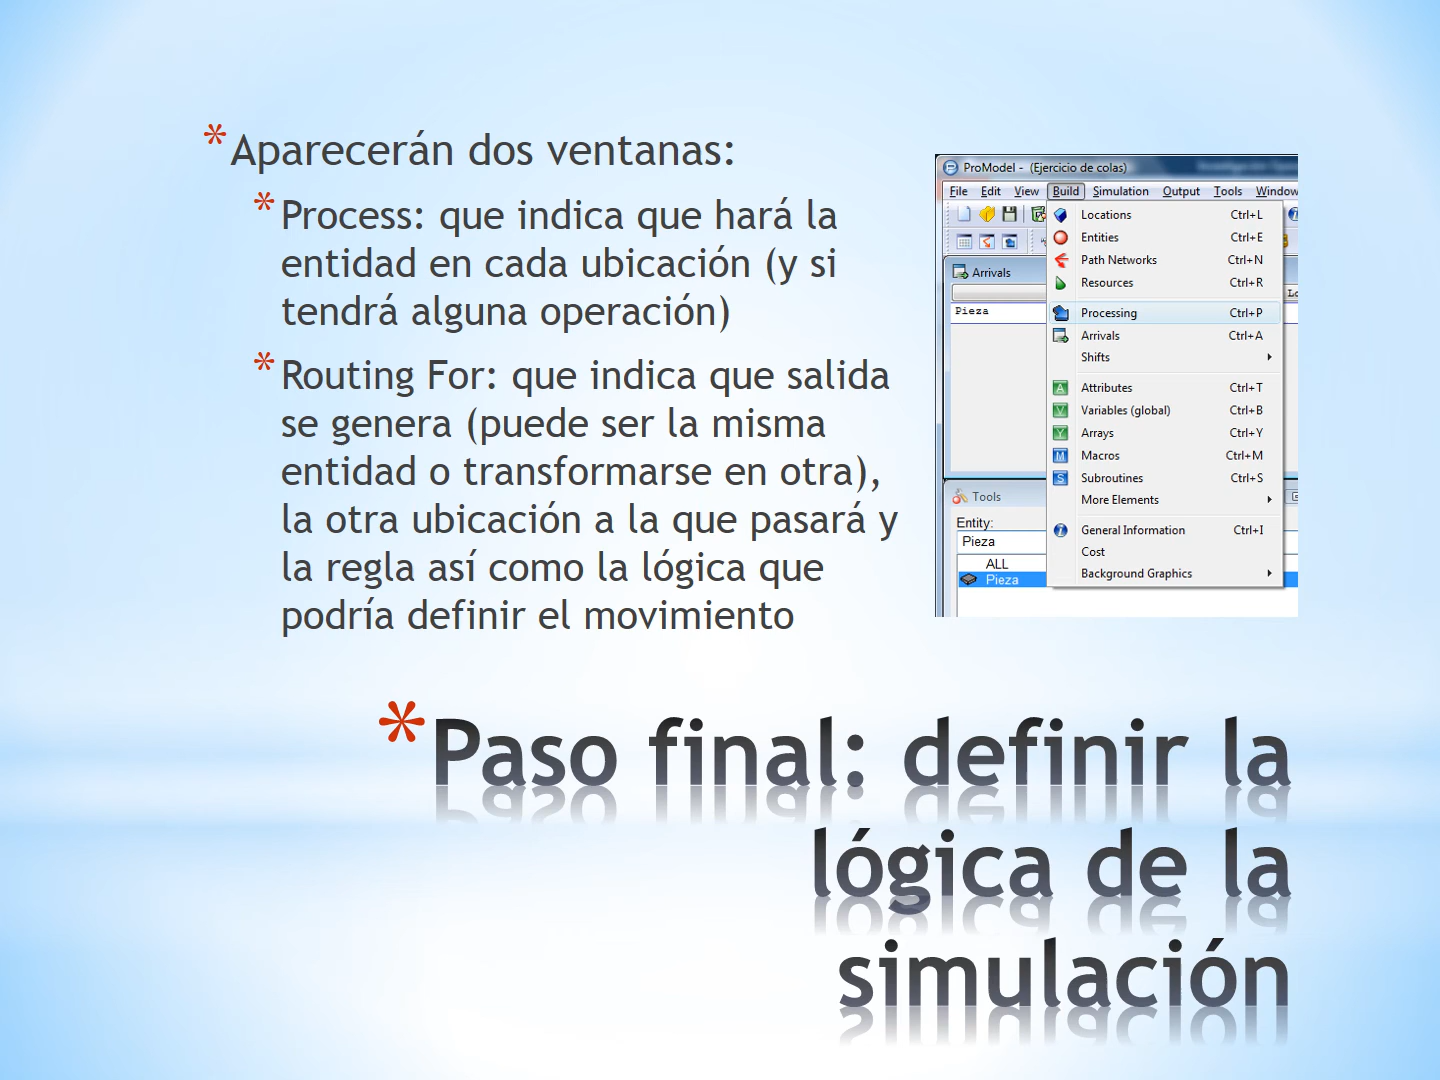 * Aparecerán dos ventanas:
* Process: que indica que hará la
entidad en cada ubicación (y si
tendrá alguna operación)
* Routing For: que indica que salida
se genera (puede ser la misma
entidad o transformarse en otra),
la otra ubicación a la que pasará y
la regla así como la lógica que
podría definir el movimiento
ProModel - (Ejercicio de colas)
File Edit View Build Simulation Output Tools Window
Locations Ctrl+L
Entities Ctrl+E
Path Networks Ctrl+N
Resources Ctrl+R
Processing Ctrl+P
Arrivals Ctrl+A
Shifts
Attributes Ctrl+T
Variables (global) Ctrl+B
Arrays Ctrl+Y
Macros Ctrl+M
Subroutines Ctrl+S
More Elements
General Information Ctrl+I
Cost
Background Graphics
Arrivals
Pieza
Tools
Entity:
Pieza
ALL
Pieza
* Paso final: definir la
lógica de la
simulación